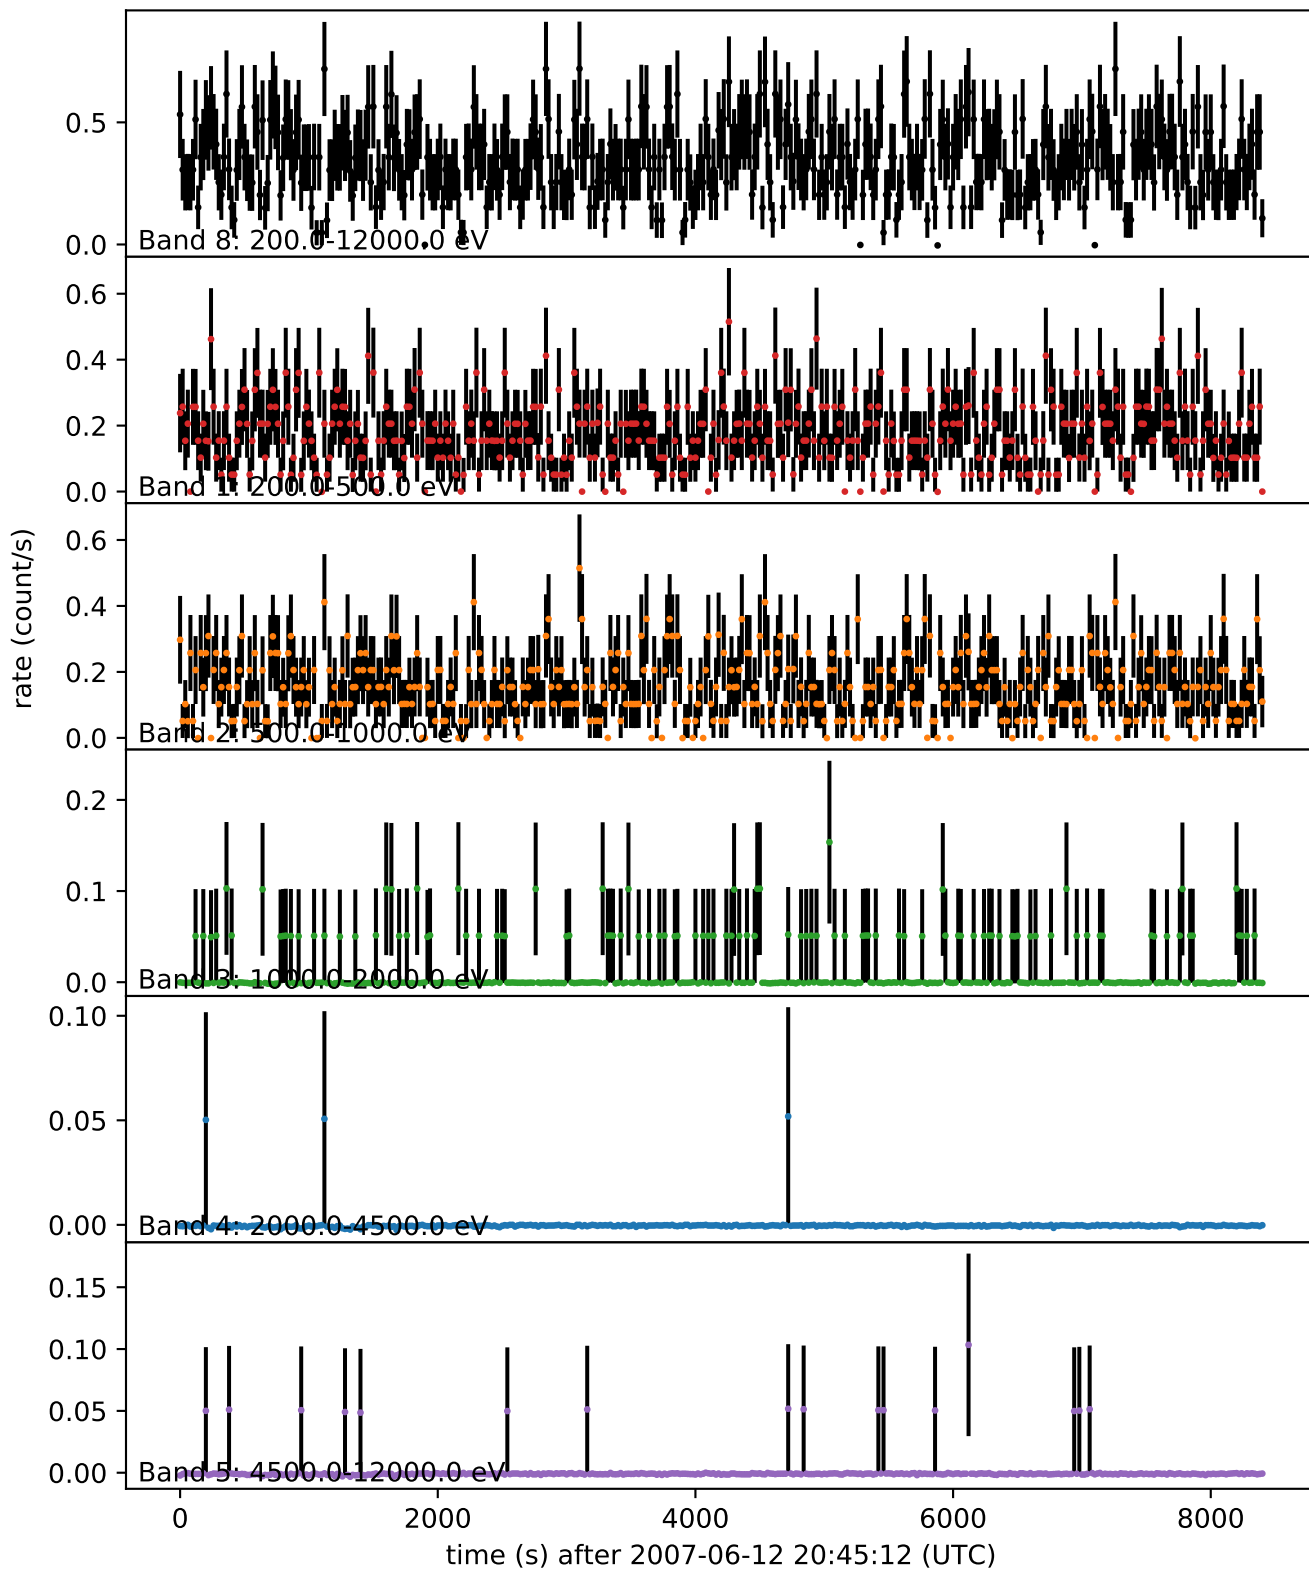 0.5
0.0
Band 8: 200.0-12000.0 eV
0.6
0.4
0.2
0.0
Band 1: 200.0-500.0 eV
0.6
0.4
0.2
0.0
Band 2: 500.0-1000.0 eV
rate (count/s)
0.2
0.1
0.0
Band 3: 1000.0-2000.0 eV
0.10
0.05
0.00
Band 4: 2000.0-4500.0 eV
0.15
0.10
0.05
0.00
Band 5: 4500.0-12000.0 eV
0 2000 4000 6000 8000
time (s) after 2007-06-12 20:45:12 (UTC)